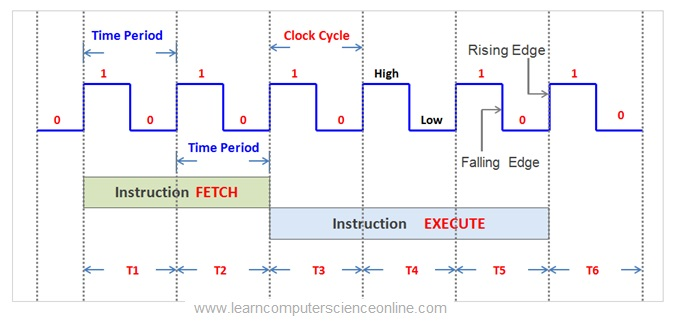 Time Period
Clock Cycle
Rising Edge
1 1 1 High 1 1
0 0 0 0 Low 0 0
Time Period
Falling Edge
Instruction FETCH
Instruction EXECUTE
T1 T2 T3 T4 T5 T6
www.learncomputerscienceonline.com